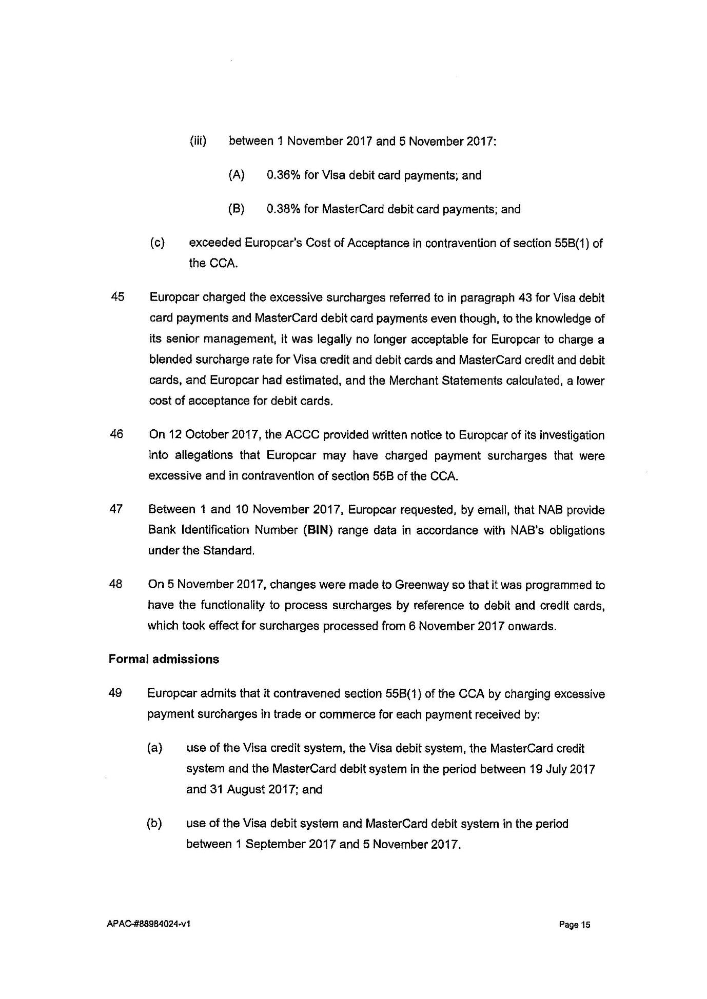 (iii) between 1 November 2017 and 5 November 2017:
(A) 0.36% for Visa debit card payments; and
(B) 0.38% for MasterCard debit card payments; and
(c) exceeded Europcar's Cost of Acceptance in contravention of section 55B(1) of
the CCA.
45 Europcar charged the excessive surcharges referred to in paragraph 43 for Visa debit
card payments and MasterCard debit card payments even though, to the knowledge of
its senior management, it was legally no longer acceptable for Europcar to charge a
blended surcharge rate for Visa credit and debit cards and MasterCard credit and debit
cards, and Europcar had estimated, and the Merchant Statements calculated, a lower
cost of acceptance for debit cards.
46 On 12 October 2017, the ACCC provided written notice to Europcar of its investigation
into allegations that Europcar may have charged payment surcharges that were
excessive and in contravention of section 55B of the CCA.
47 Between 1 and 10 November 2017, Europcar requested, by email, that NAB provide
Bank Identification Number (BIN) range data in accordance with NAB's obligations
under the Standard.
48 On 5 November 2017, changes were made to Greenway so that it was programmed to
have the functionality to process surcharges by reference to debit and credit cards,
which took effect for surcharges processed from 6 November 2017 onwards.
Formal admissions
49 Europcar admits that it contravened section 55B(1) of the CCA by charging excessive
payment surcharges in trade or commerce for each payment received by:
(a) use of the Visa credit system, the Visa debit system, the MasterCard credit
system and the MasterCard debit system in the period between 19 July 2017
and 31 August 2017; and
(b) use of the Visa debit system and MasterCard debit system in the period
between 1 September 2017 and 5 November 2017.
APAC-#88984024-v1 Page 15